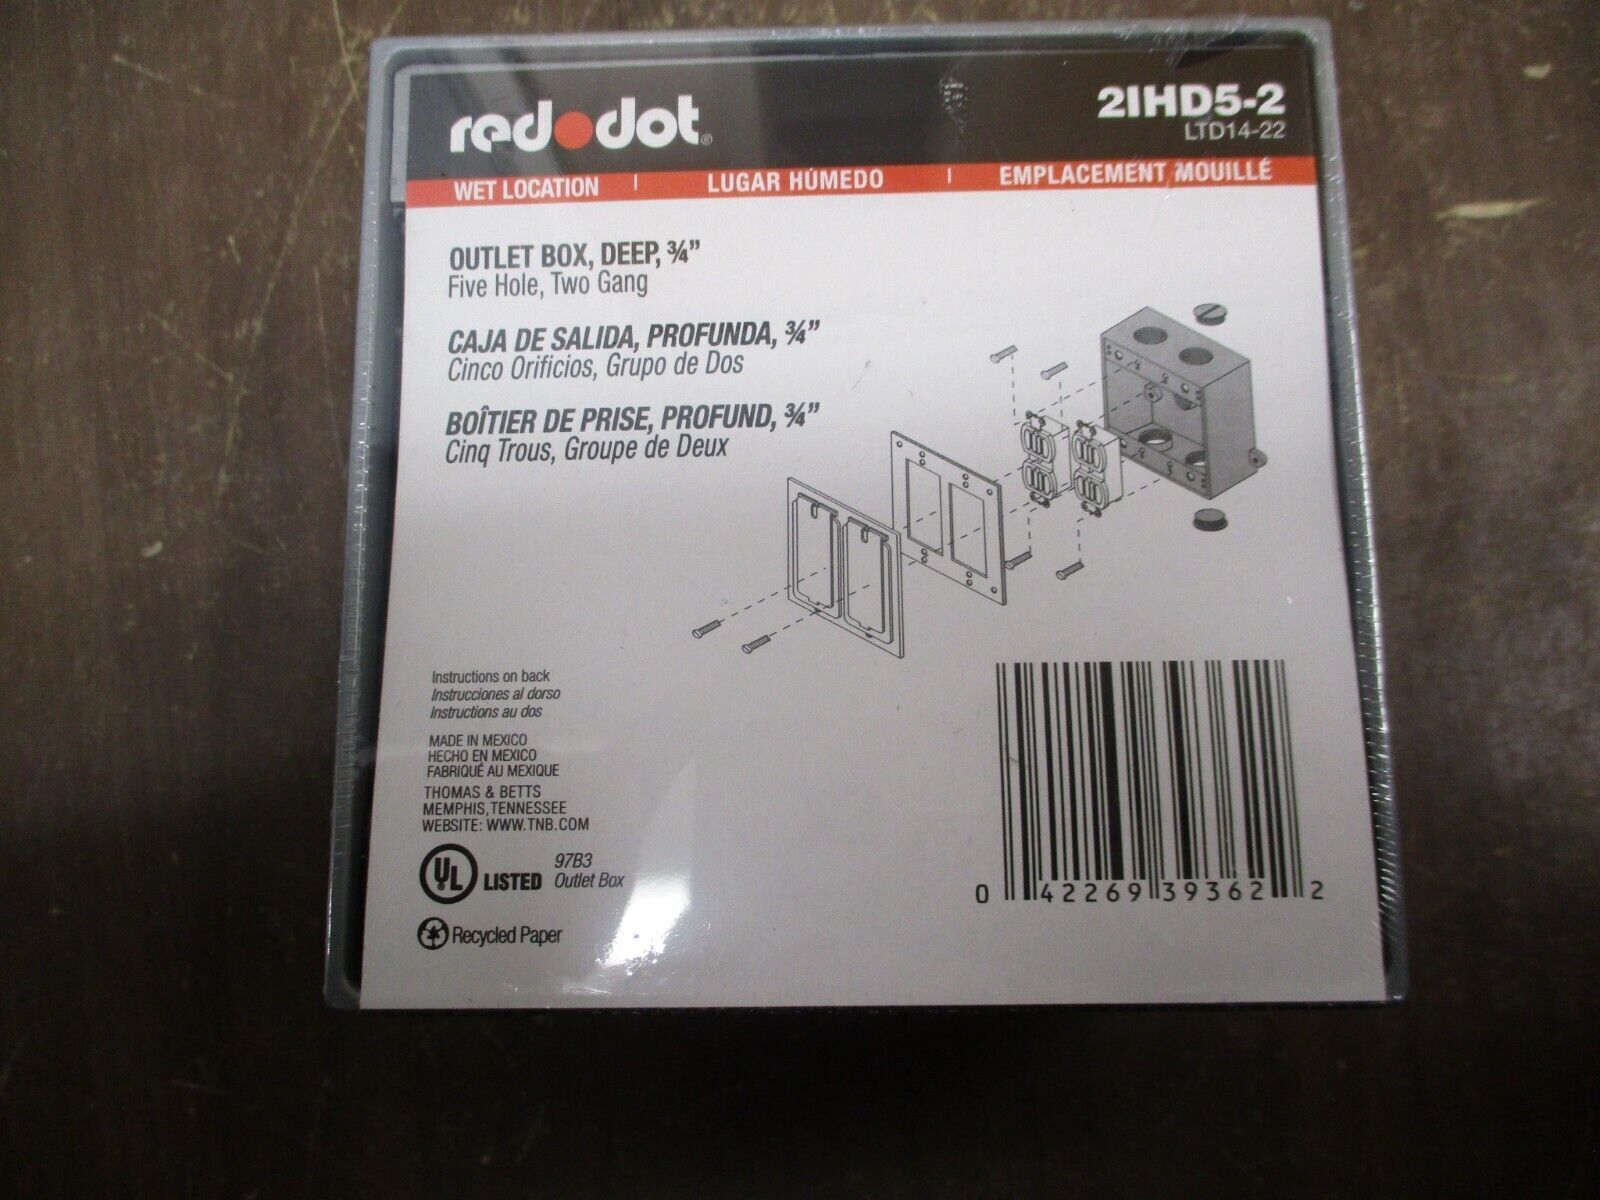 red dot®
2IHD5-2
LTD14-22
WET LOCATION | LUGAR HÚMEDO | EMPLACEMENT MOUILLÉ
OUTLET BOX, DEEP, ¾”
Five Hole, Two Gang
CAJA DE SALIDA, PROFUNDA, ¾”
Cinco Orificios, Grupo de Dos
BOÎTIER DE PRISE, PROFUND, ¾”
Cinq Trous, Groupe de Deux
Instructions on back
Instrucciones al dorso
Instructions au dos
MADE IN MEXICO
HECHO EN MEXICO
FABRIQUÉ AU MEXIQUE
THOMAS & BETTS
MEMPHIS, TENNESSEE
WEBSITE: WWW.TNB.COM
UL LISTED
97B3
Outlet Box
Recycled Paper
0 42269 39362 2